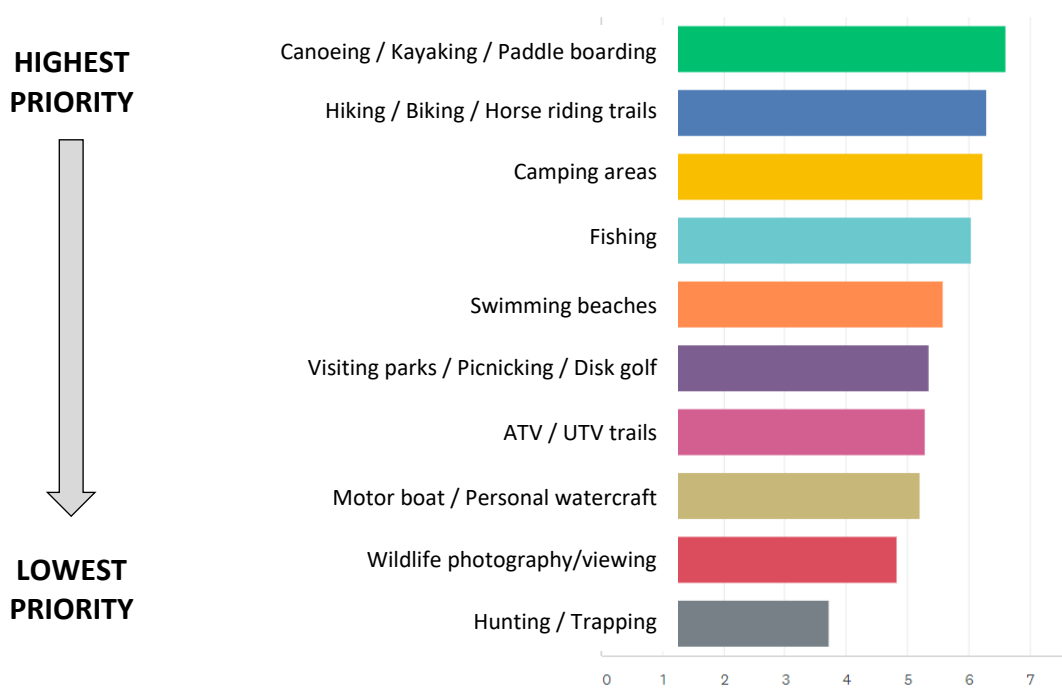 HIGHEST
PRIORITY
LOWEST
PRIORITY
Canoeing / Kayaking / Paddle boarding
Hiking / Biking / Horse riding trails
Camping areas
Fishing
Swimming beaches
Visiting parks / Picnicking / Disk golf
ATV / UTV trails
Motor boat / Personal watercraft
Wildlife photography/viewing
Hunting / Trapping
0 1 2 3 4 5 6 7